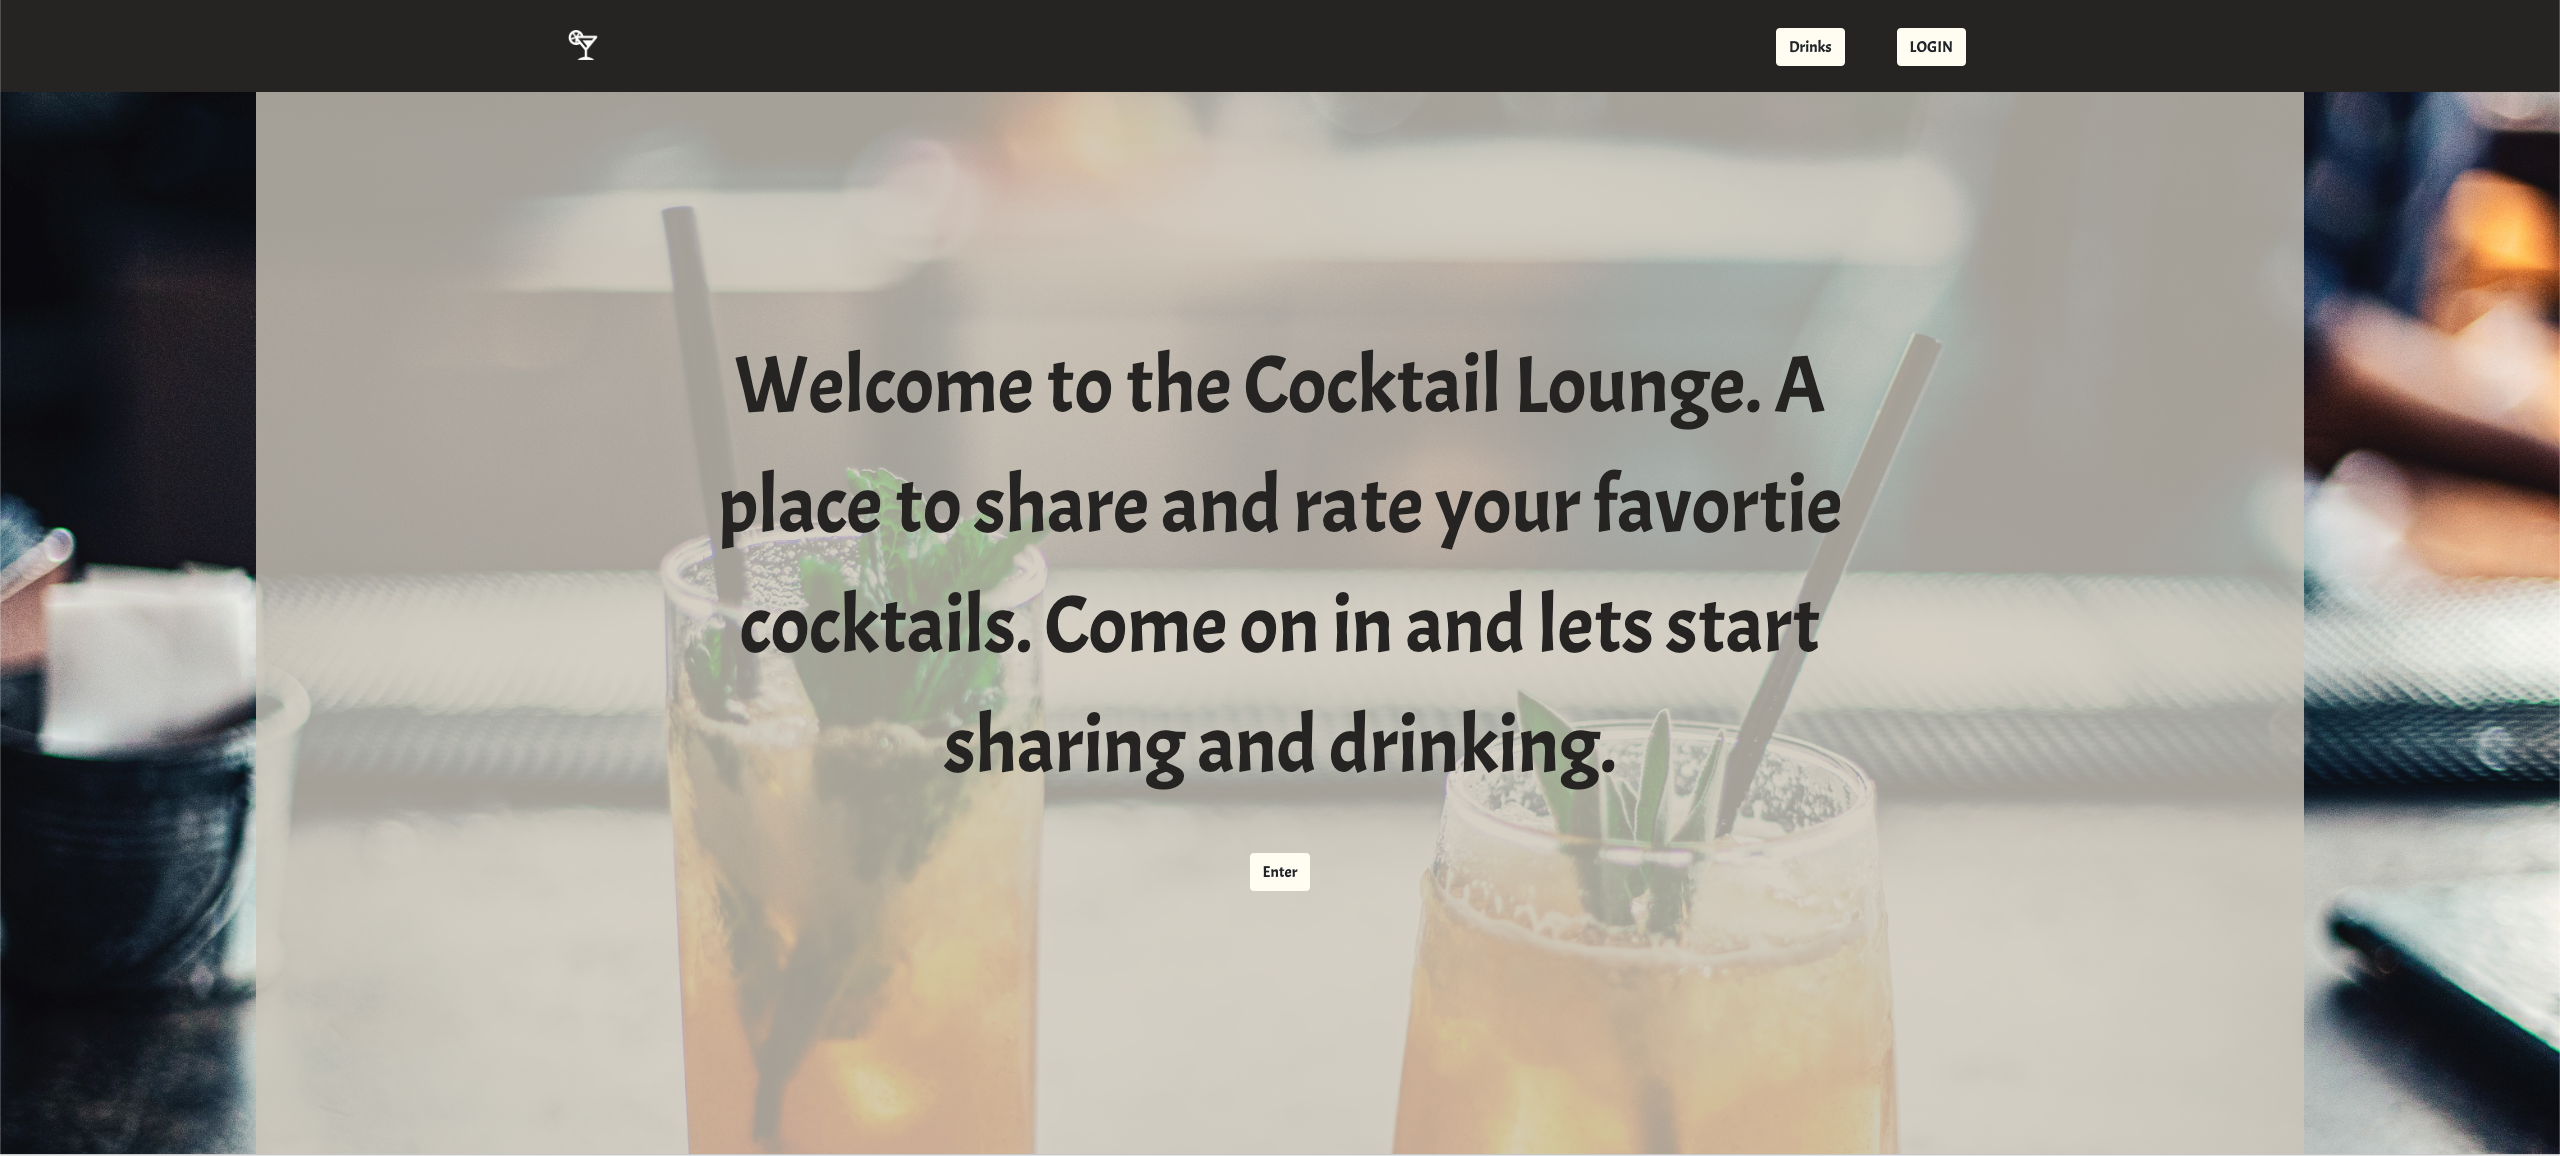 Drinks
LOGIN
Welcome to the Cocktail Lounge. A
place to share and rate your favortie
cocktails. Come on in and lets start
sharing and drinking.
Enter